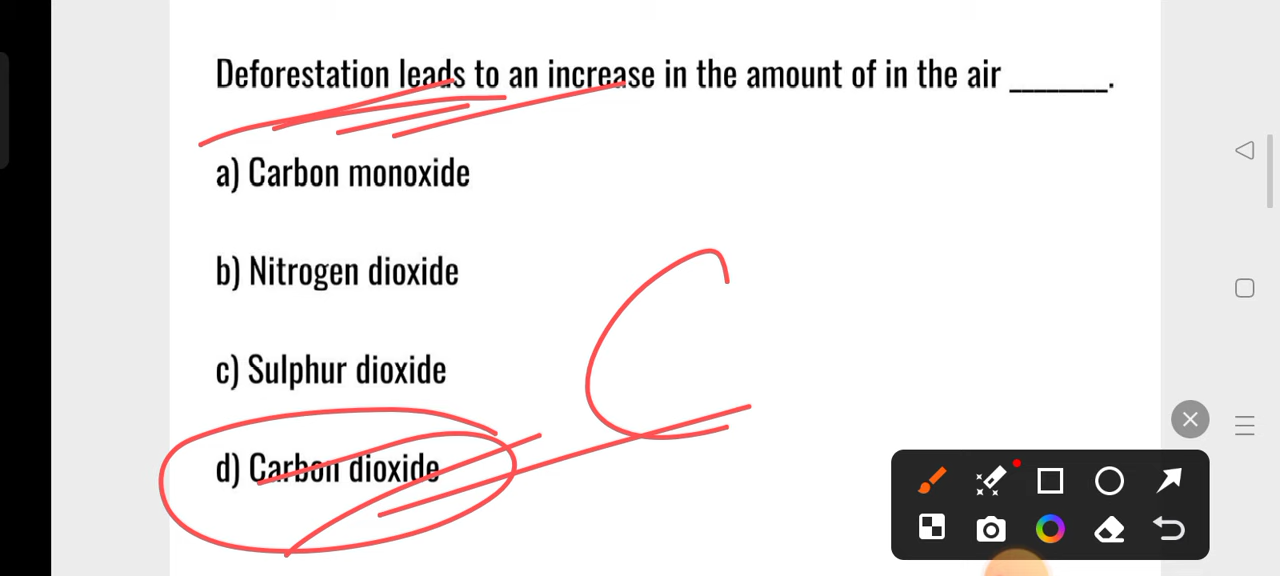 Deforestation leads to an increase in the amount of in the air ________.
a) Carbon monoxide
b) Nitrogen dioxide
c) Sulphur dioxide
d) Carbon dioxide
C